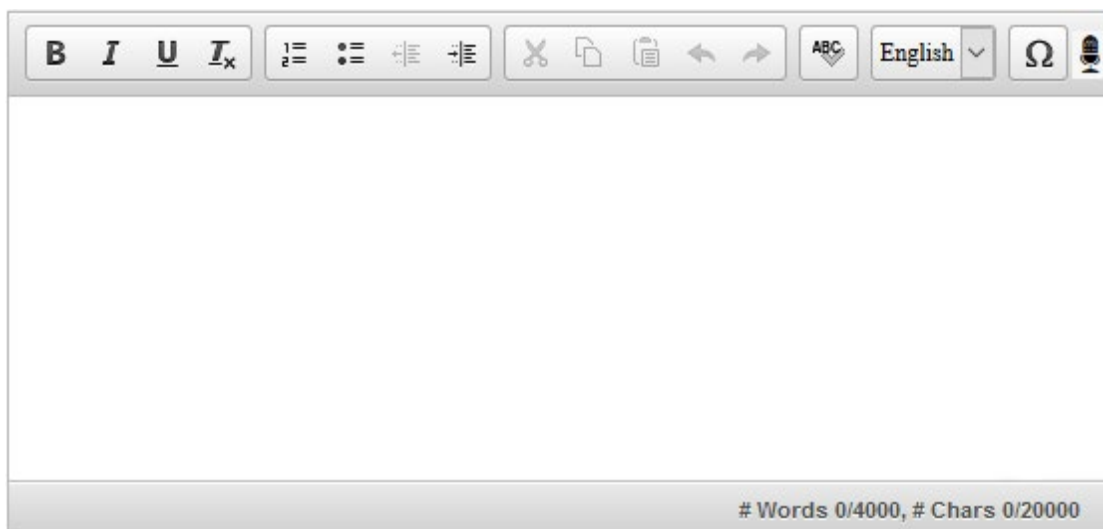 B I U Tx ABC English Ω
# Words 0/4000, # Chars 0/20000